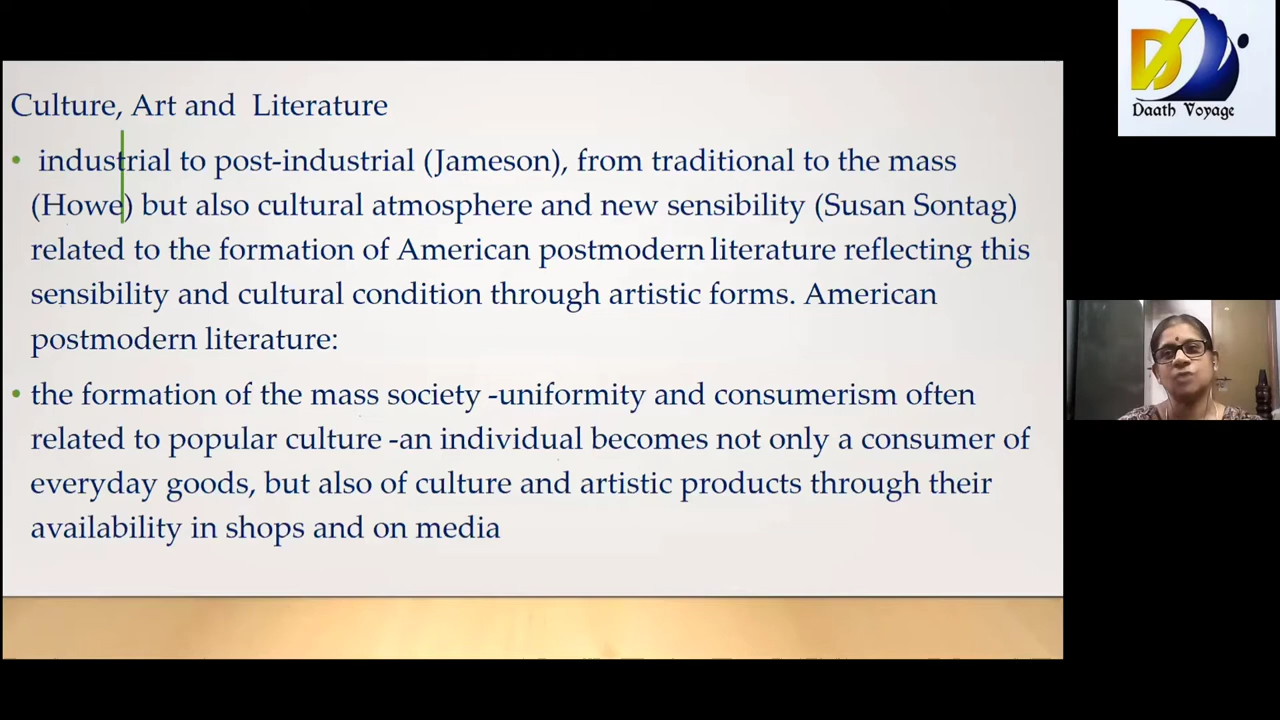 Culture, Art and Literature
• industrial to post-industrial (Jameson), from traditional to the mass
(Howe) but also cultural atmosphere and new sensibility (Susan Sontag)
related to the formation of American postmodern literature reflecting this
sensibility and cultural condition through artistic forms. American
postmodern literature:
• the formation of the mass society -uniformity and consumerism often
related to popular culture -an individual becomes not only a consumer of
everyday goods, but also of culture and artistic products through their
availability in shops and on media
Daath Voyage